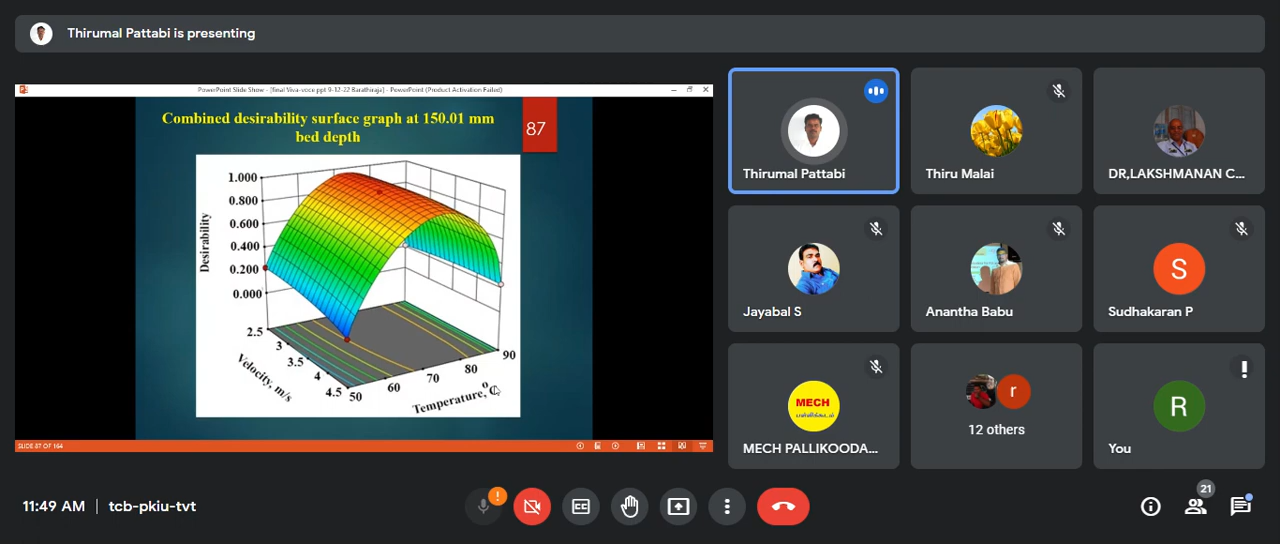 Thirumal Pattabi is presenting
PowerPoint Slide Show - [final Viva-voce.ppt 9-12-22 Barathiraja] - PowerPoint (Product Activation Failed)
Combined desirability surface graph at 150.01 mm
bed depth
87
1.000
0.800
0.600
0.400
0.200
0.000
Desirability
2.5
3
3.5
4
4.5
Velocity, m/s
50
60
70
80
90
Temperature, °C
SLIDE 87 OF 164
Thirumal Pattabi
Thiru Malai
DR,LAKSHMANAN C...
Jayabal S
Anantha Babu
S
Sudhakaran P
MECH
MECH PALLIKOODA...
r
12 others
R
You
11:49 AM | tcb-pkiu-tvt
!
CC
21